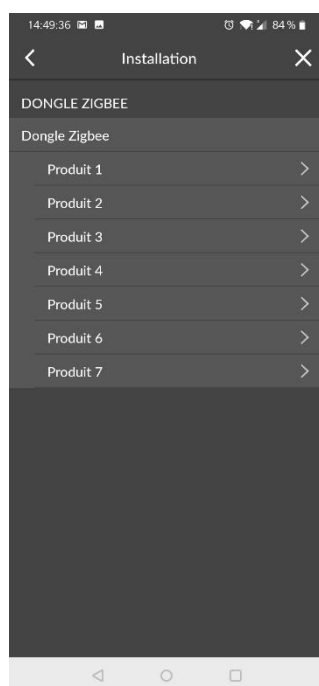 14:49:36 84 %
Installation
DONGLE ZIGBEE
Dongle Zigbee
Produit 1
Produit 2
Produit 3
Produit 4
Produit 5
Produit 6
Produit 7